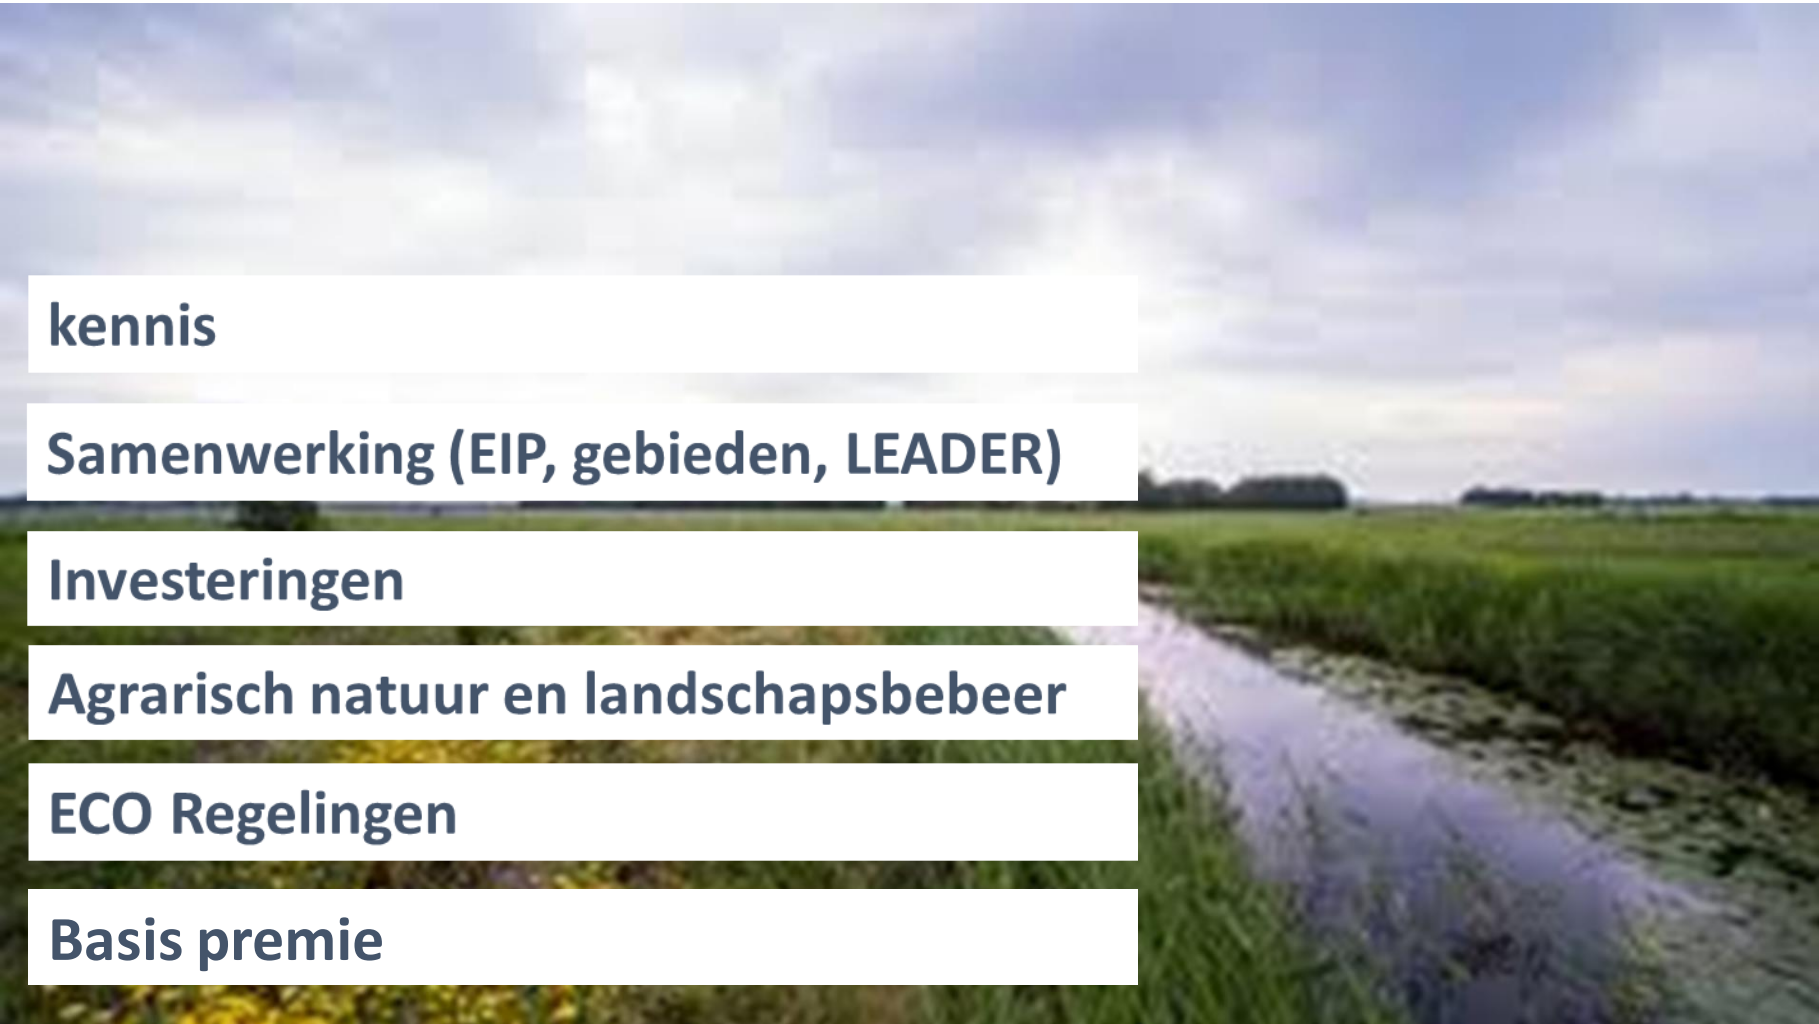 kennis
Samenwerking (EIP, gebieden, LEADER)
Investeringen
Agrarisch natuur en landschapsbebeer
ECO Regelingen
Basis premie